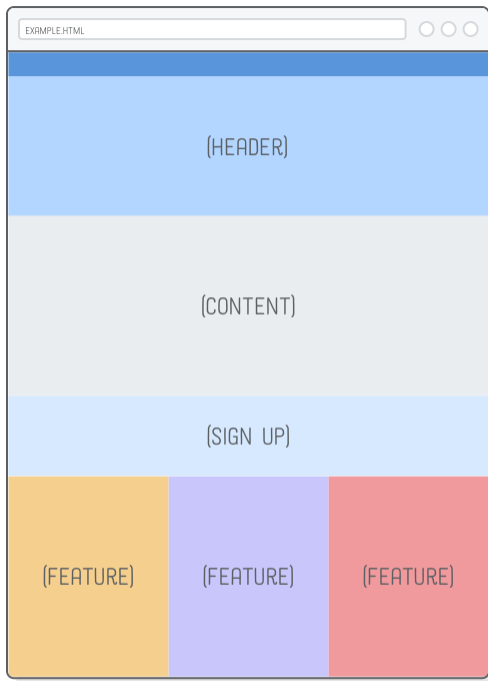 EXAMPLE.HTML
(HEADER)
(CONTENT)
(SIGN UP)
(FEATURE) (FEATURE) (FEATURE)